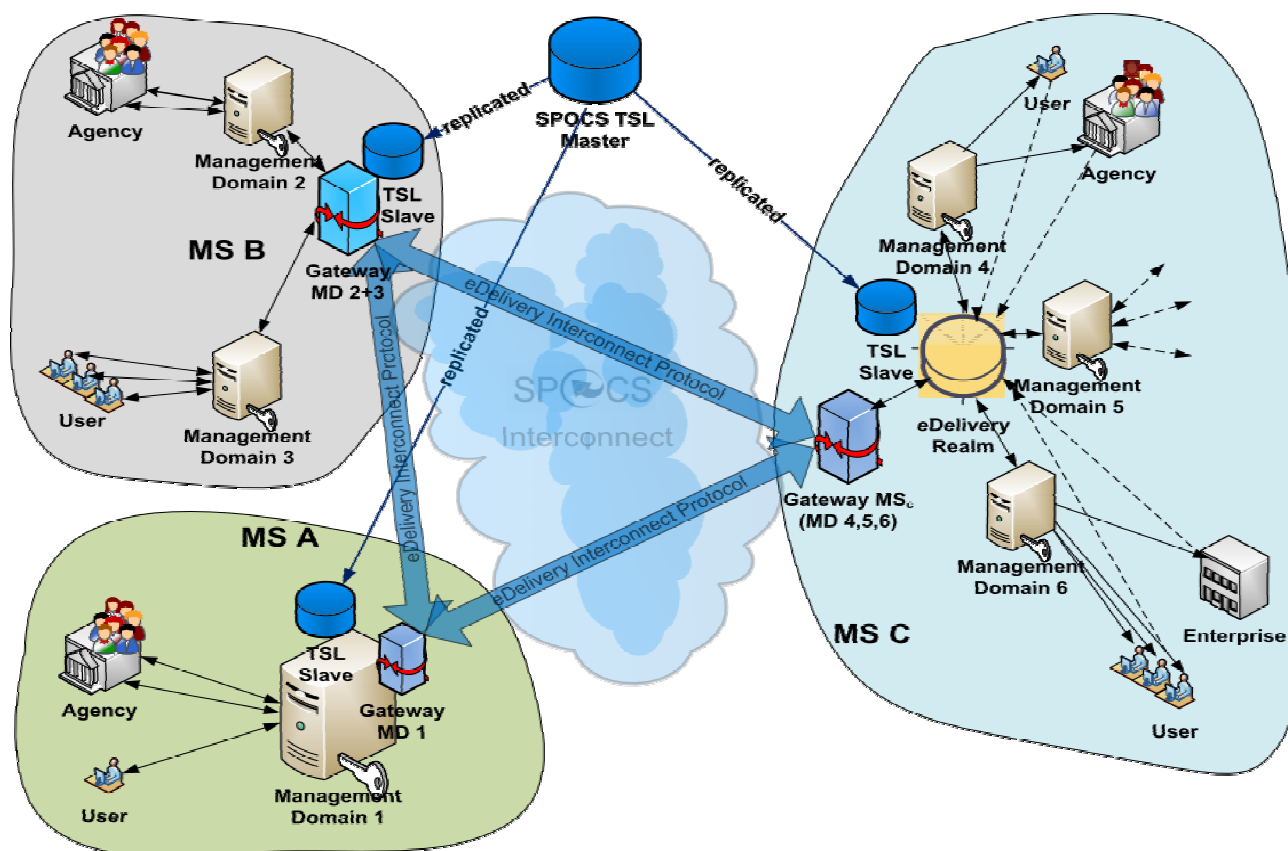 SPOCS TSL
Master
replicated
replicated
replicated
MS B
Agency
Management
Domain 2
TSL
Slave
Gateway
MD 2+3
User
Management
Domain 3
eDelivery Interconnect Protocol
eDelivery Interconnect Protocol
eDelivery Interconnect Protocol
SPOCS
Interconnect
MS A
Agency
User
TSL
Slave
Gateway
MD 1
Management
Domain 1
MS C
User
Agency
Management
Domain 4
TSL
Slave
eDelivery
Realm
Management
Domain 5
Gateway MSc
(MD 4,5,6)
Management
Domain 6
Enterprise
User